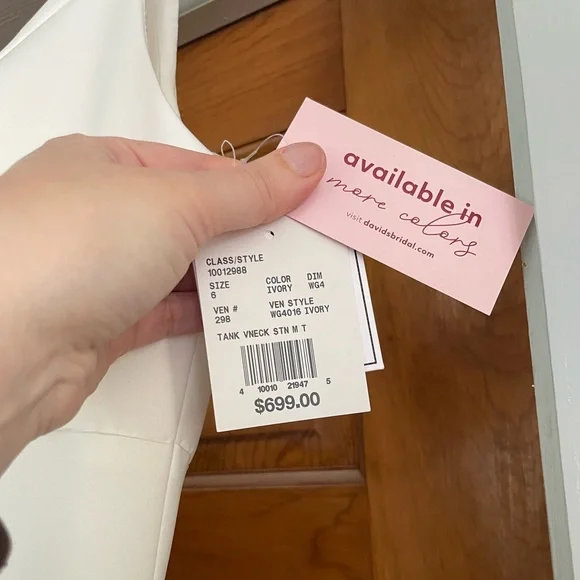 available in
more colors
visit davidsbridal.com
CLASS/STYLE
10012988
SIZE COLOR DIM
6 IVORY WG4
VEN # VEN STYLE
298 WG4016 IVORY
TANK VNECK STN M T
4 10010 21947 5
$699.00